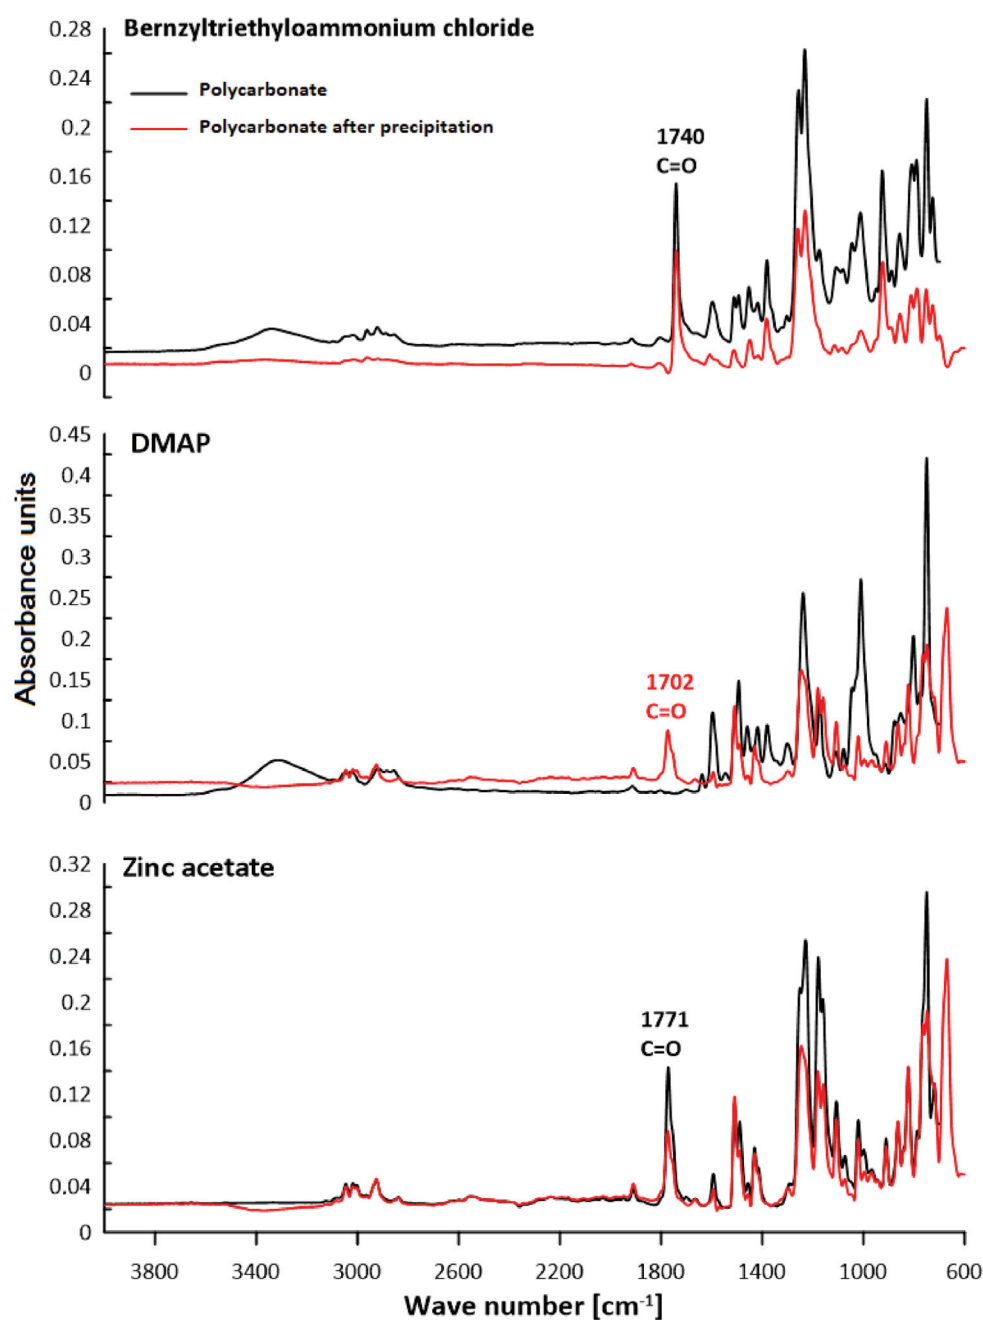 Bernzyltriethyloammonium chloride
Polycarbonate
Polycarbonate after precipitation
1740
C=O
0.28
0.24
0.2
0.16
0.12
0.08
0.04
0
DMAP
1702
C=O
0.45
0.4
0.35
0.3
0.25
0.2
0.15
0.1
0.05
0
Absorbance units
Zinc acetate
1771
C=O
0.32
0.28
0.24
0.2
0.16
0.12
0.08
0.04
0
3800 3400 3000 2600 2200 1800 1400 1000 600
Wave number [cm⁻¹]